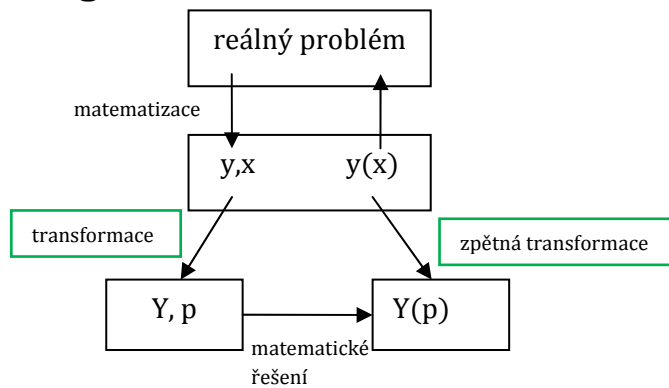 reálný problém
matematizace
y,x
y(x)
transformace
zpětná transformace
Y, p
Y(p)
matematické
řešení